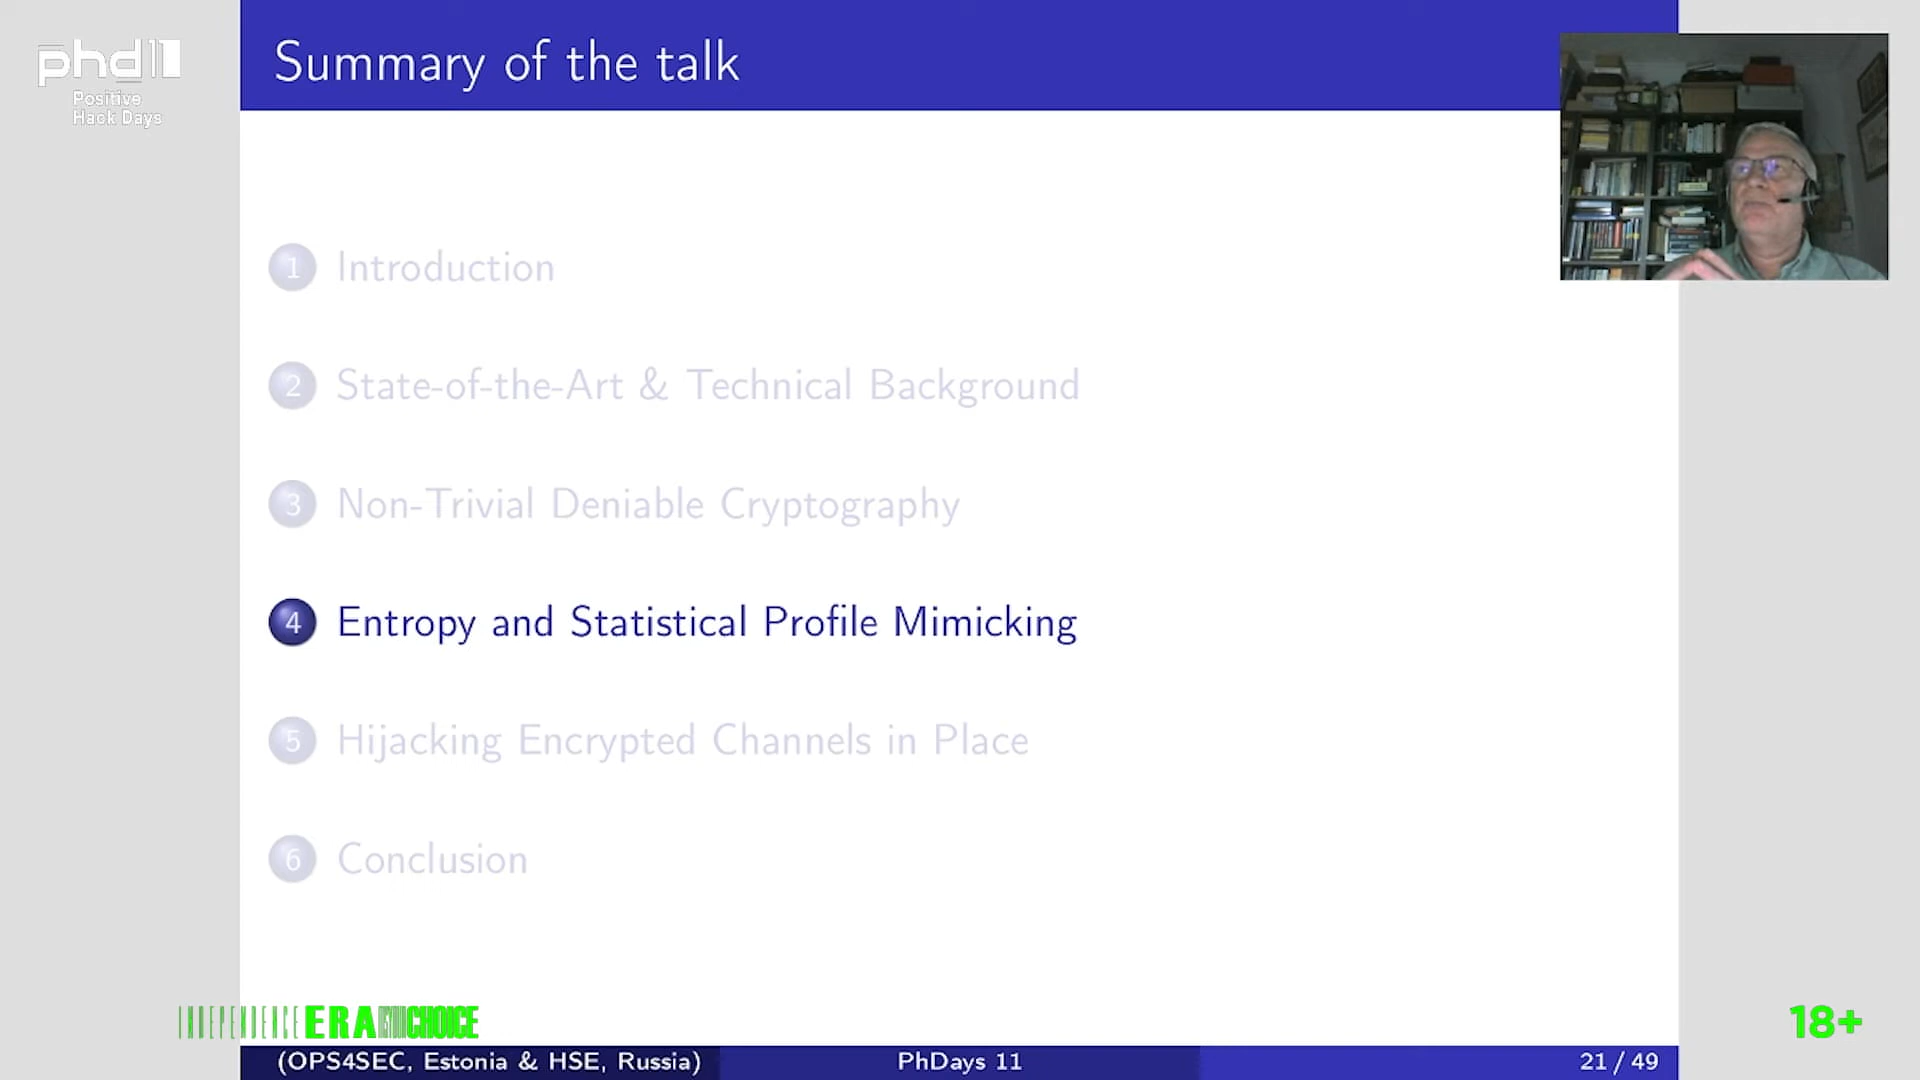 phd11
Positive
Hack Days
Summary of the talk
1 Introduction
2 State-of-the-Art & Technical Background
3 Non-Trivial Deniable Cryptography
4 Entropy and Statistical Profile Mimicking
5 Hijacking Encrypted Channels in Place
6 Conclusion
INDEPENDENCE ERA CHOICE
18+
(OPS4SEC, Estonia & HSE, Russia) PhDays 11 21 / 49